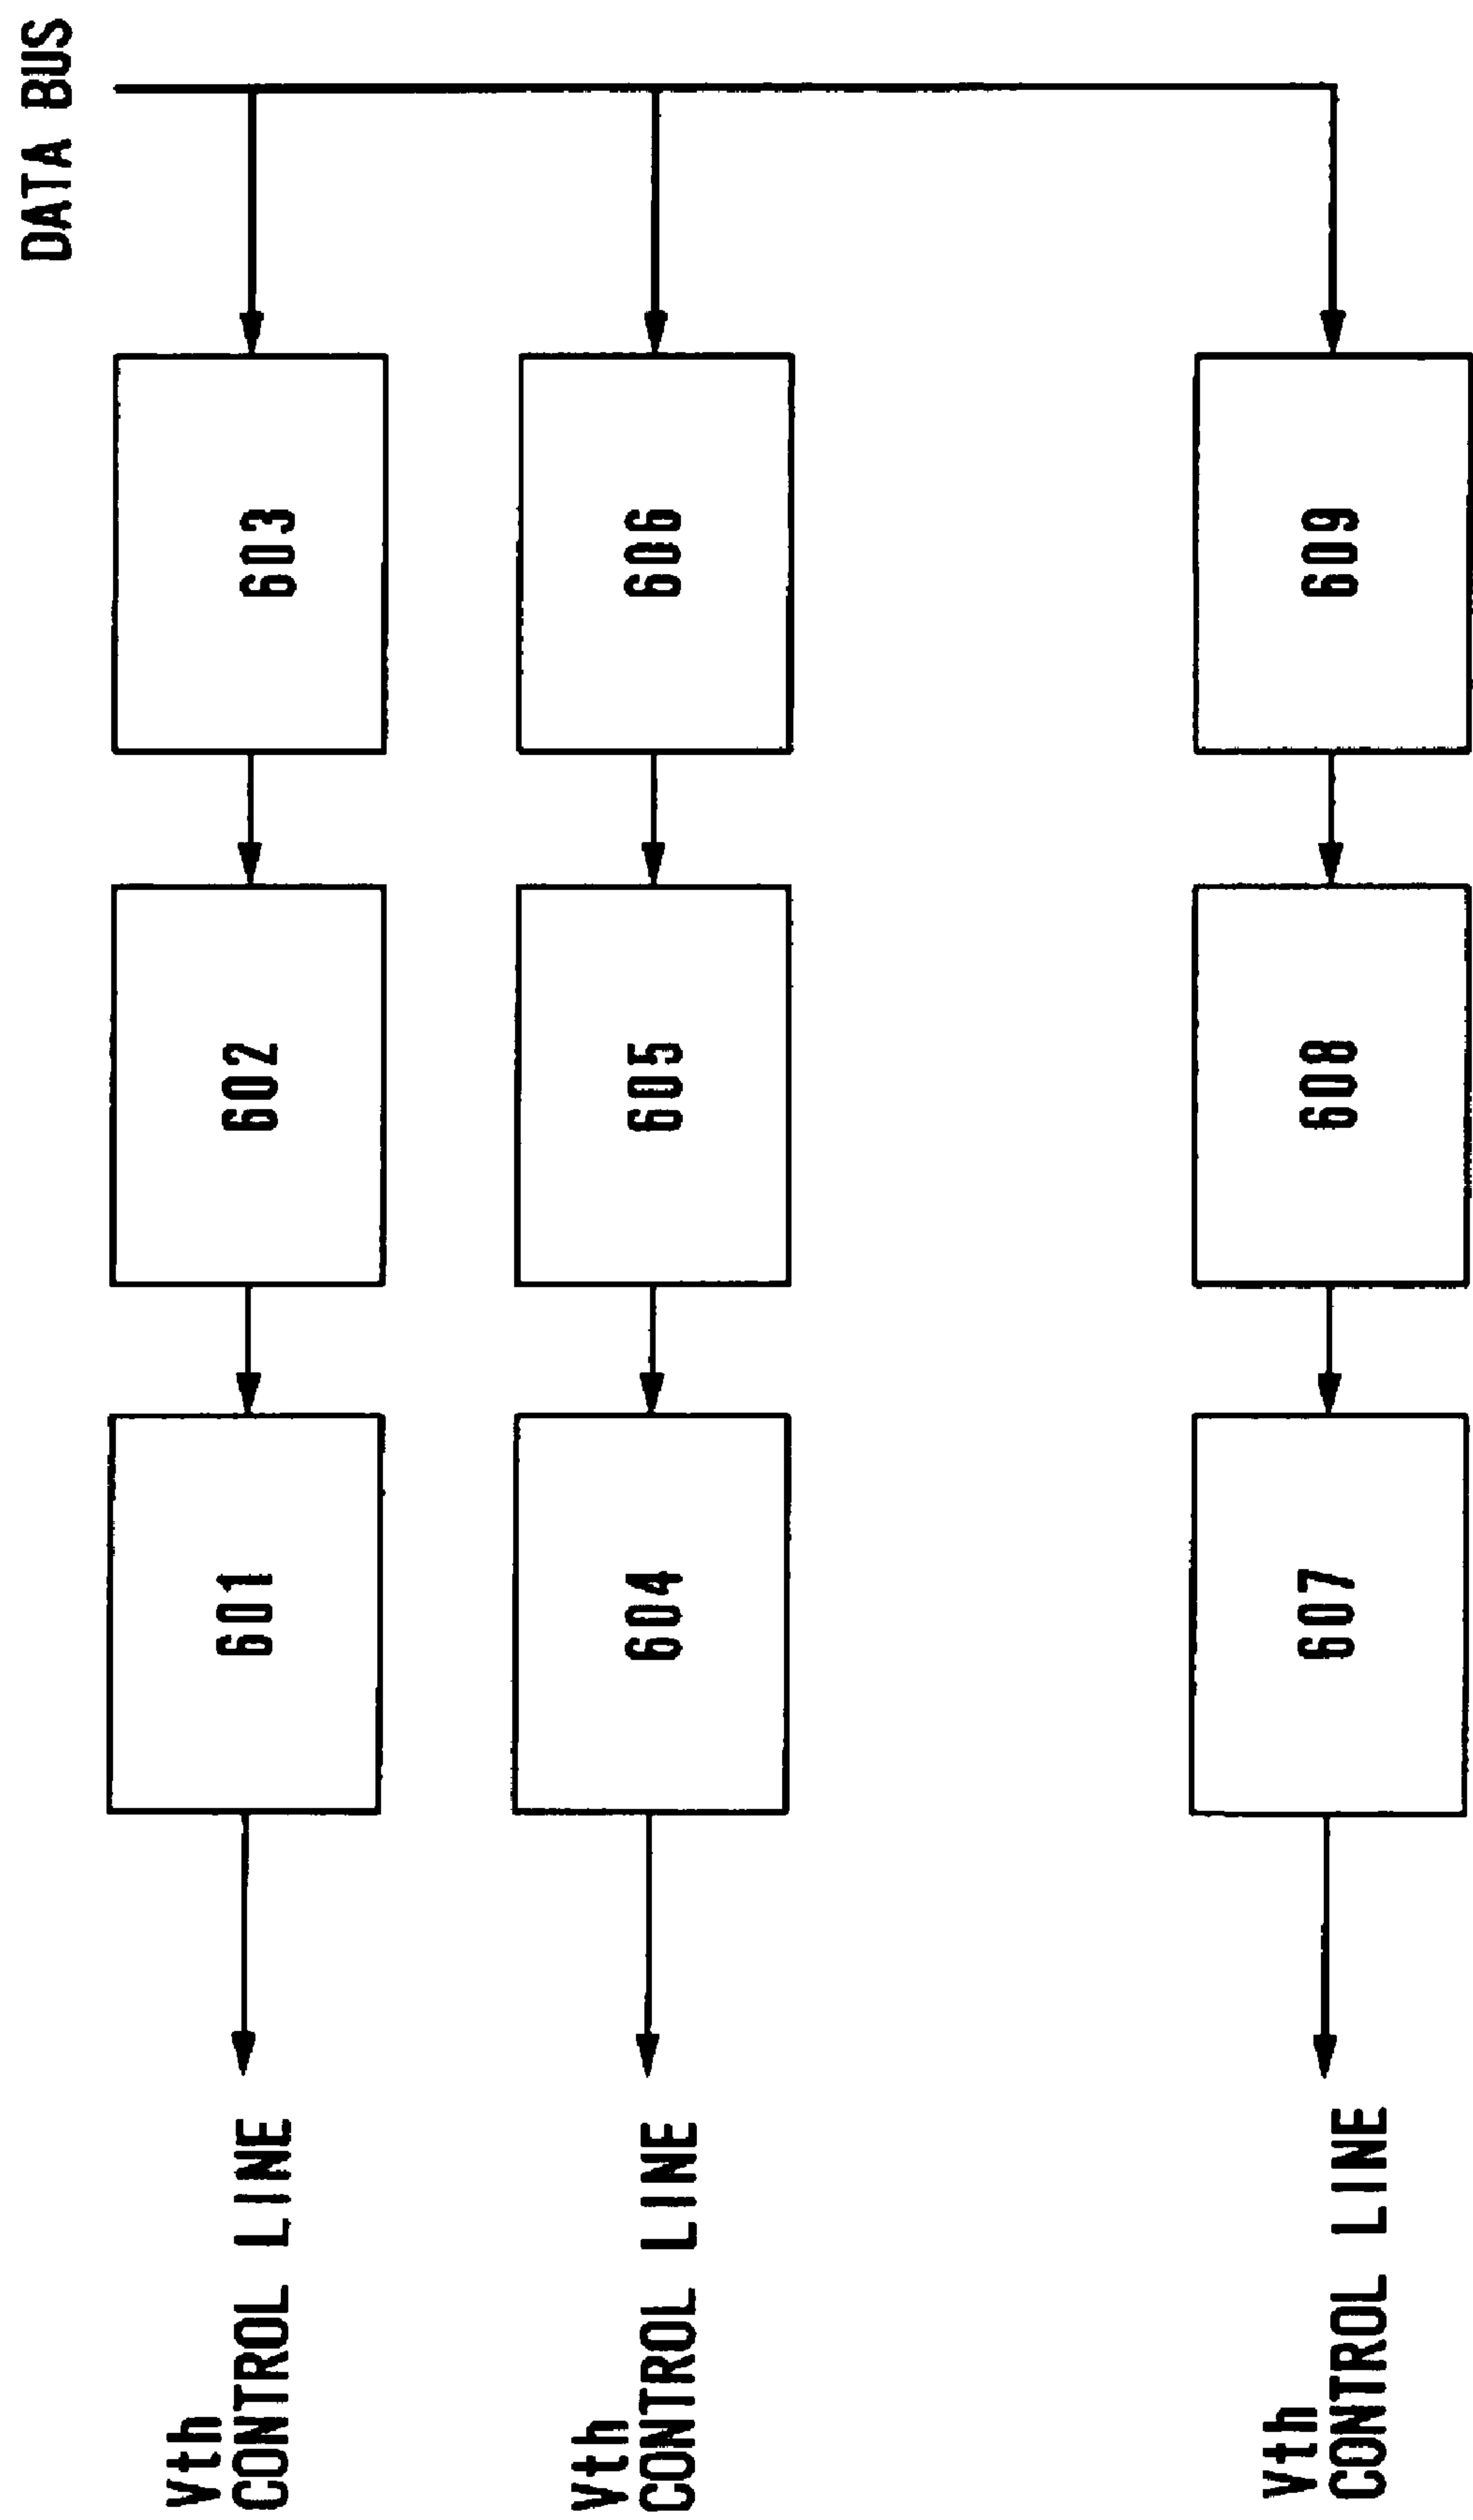 DATA BUS
Vth
CONTROL LINE
601
602
603
Vth
CONTROL LINE
604
605
606
Vth
CONTROL LINE
607
608
609